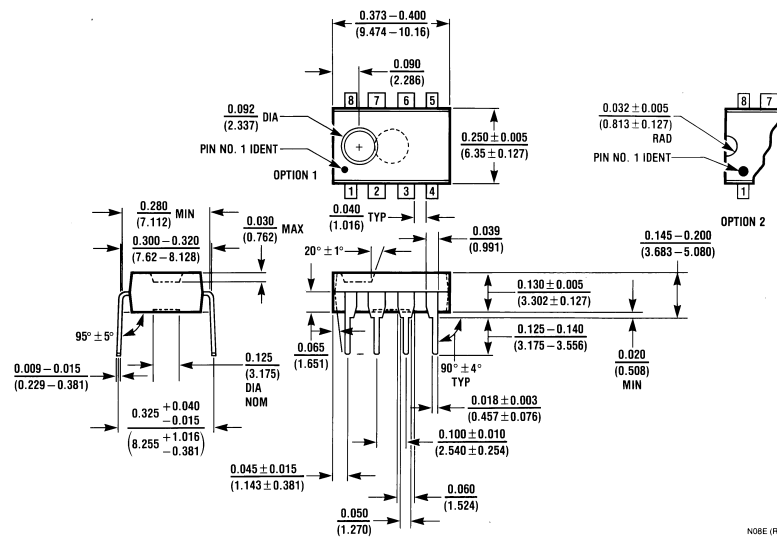 0.373 – 0.400
(9.474 – 10.16)
0.090
(2.286)
8 7 6 5
0.092 DIA
(2.337)
PIN NO. 1 IDENT
OPTION 1
0.250 ± 0.005
(6.35 ± 0.127)
1 2 3 4
0.032 ± 0.005
(0.813 ± 0.127)
RAD
PIN NO. 1 IDENT
8 7
1
OPTION 2
0.280 MIN
(7.112)
0.300 – 0.320
(7.62 – 8.128)
0.030 MAX
(0.762)
0.040 TYP
(1.016)
0.039
(0.991)
20° ± 1°
0.145 – 0.200
(3.683 – 5.080)
0.130 ± 0.005
(3.302 ± 0.127)
95° ± 5°
0.009 – 0.015
(0.229 – 0.381)
0.125
(3.175)
DIA
NOM
0.065
(1.651)
0.125 – 0.140
(3.175 – 3.556)
90° ± 4°
TYP
0.020
(0.508)
MIN
0.325 +0.040 −0.015
(8.255 +1.016 −0.381)
0.018 ± 0.003
(0.457 ± 0.076)
0.100 ± 0.010
(2.540 ± 0.254)
0.045 ± 0.015
(1.143 ± 0.381)
0.060
(1.524)
0.050
(1.270)
N08E (R